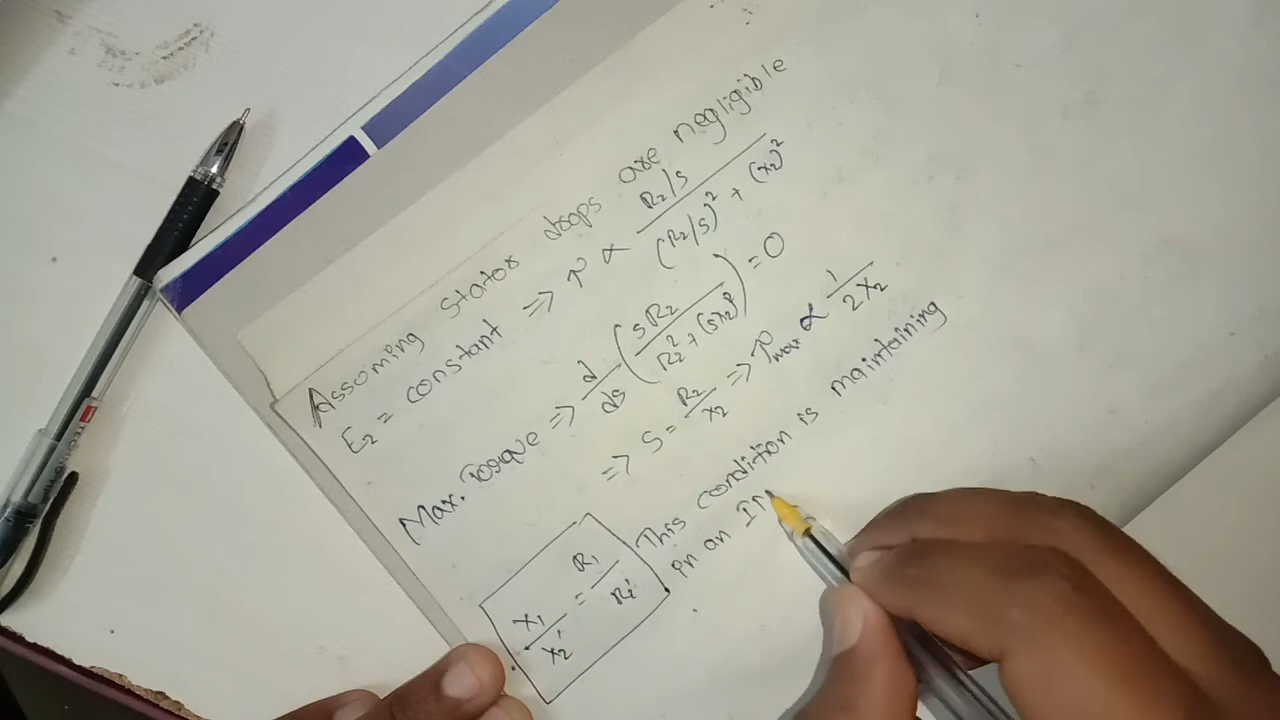 Assuming stator drops are negligible
E₂ = constant => τ ∝ (R₂/s) / ((R₂/s)² + (x₂)²)
Max. Torque => d/ds (sR₂ / (R₂² + (sx₂)²)) = 0
=> S = R₂/x₂ => τmax ∝ 1/2x₂
x₁/x₂' = R₁/R₂'
This condition is maintaining
in an